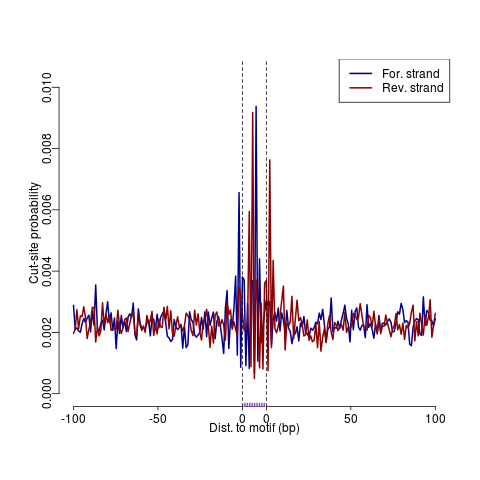 For. strand
Rev. strand
Cut-site probability
0.010
0.008
0.006
0.004
0.002
0.000
-100 -50 0 0 50 100
Dist. to motif (bp)